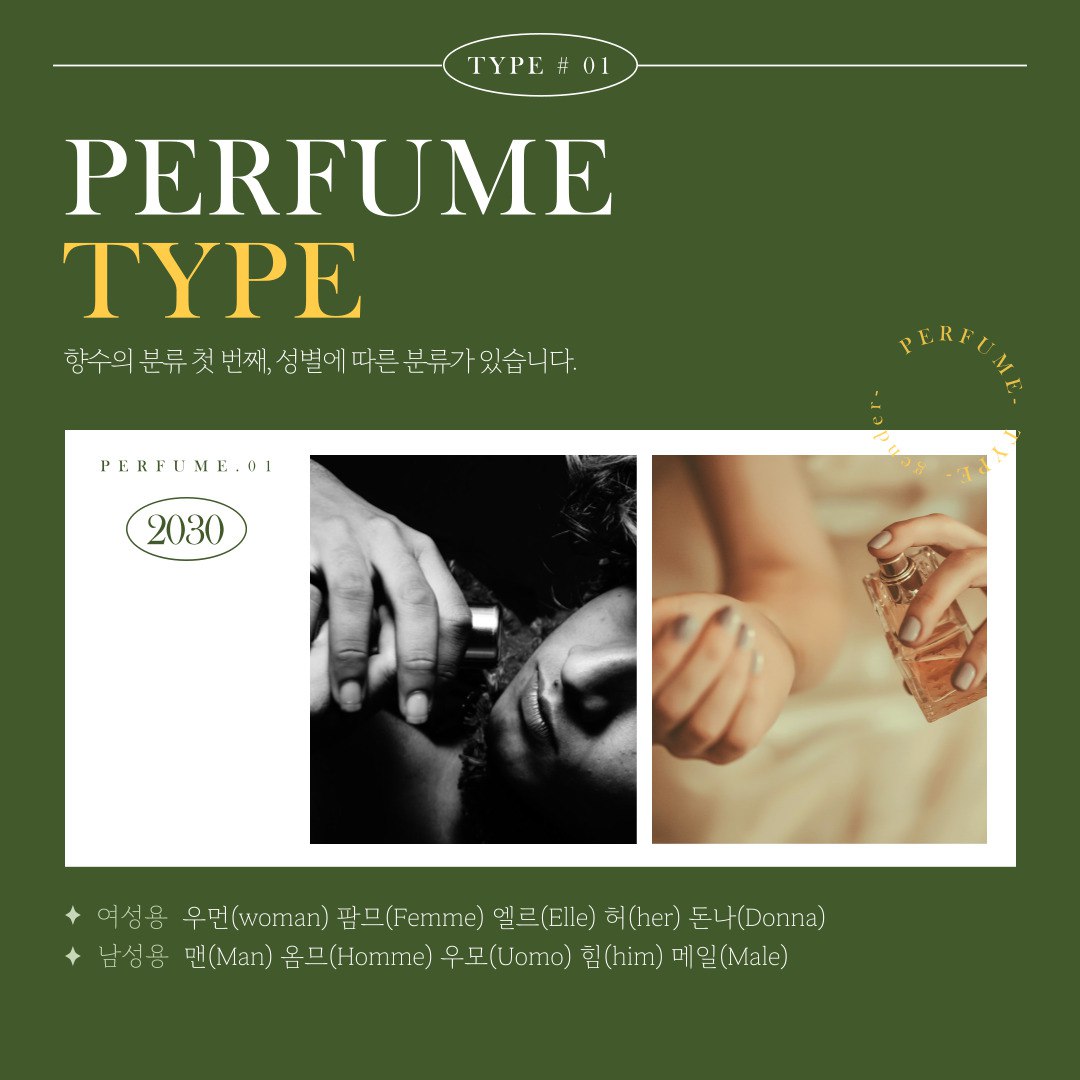 TYPE # 01
PERFUME
TYPE
향수의 분류 첫 번째, 성별에 따른 분류가 있습니다.
PERFUME- TYPE- gender-
PERFUME.01
2030
✦ 여성용 우먼(woman) 팜므(Femme) 엘르(Elle) 허(her) 돈나(Donna)
✦ 남성용 맨(Man) 옴므(Homme) 우모(Uomo) 힘(him) 메일(Male)